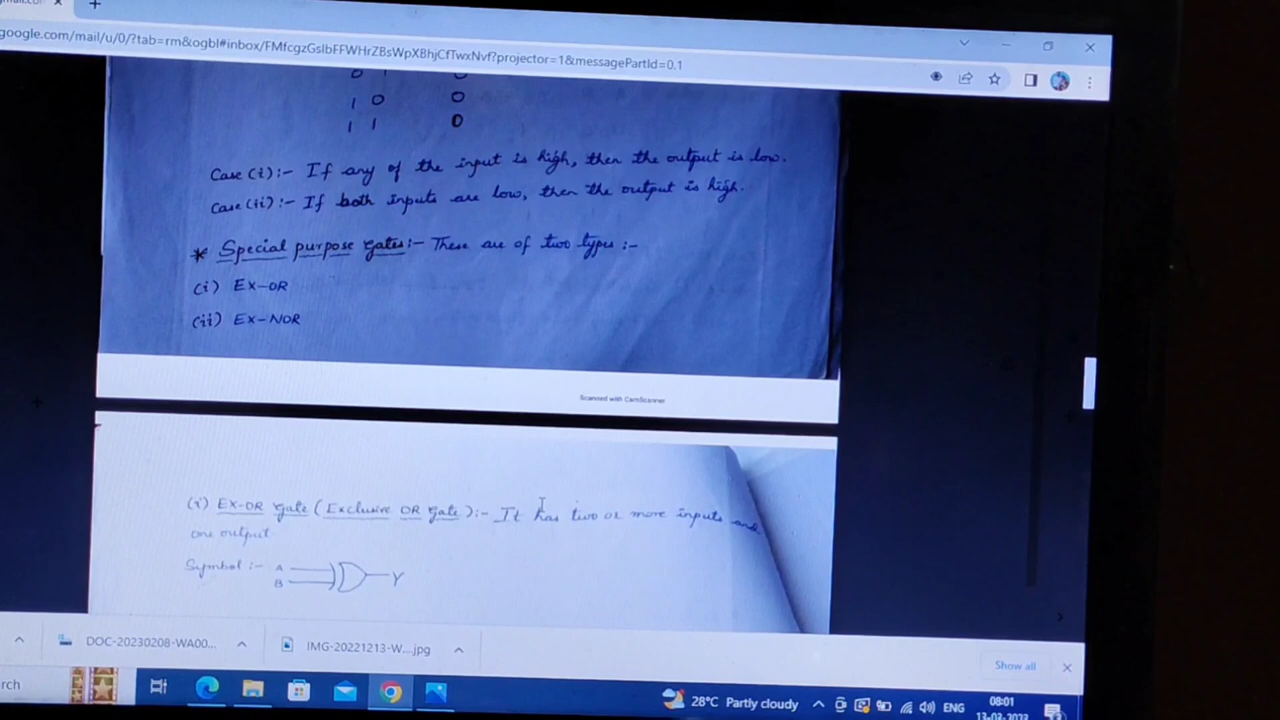 +
google.com/mail/u/0/?tab=rm&ogbl#inbox/FMfcgzGslbFFWHrZBsWpXBhjCfTwxNvf?projector=1&messagePartId=0.1
1 0 0
1 1 0
Case (i):- If any of the input is high, then the output is low.
Case (ii):- If both inputs are low, then the output is high.
* Special purpose gates:- These are of two types:-
(i) EX-OR
(ii) EX-NOR
Scanned with CamScanner
(i) EX-OR gate (Exclusive OR gate):- It has two or more inputs and
one output
Symbol:- A B Y
DOC-20230208-WA00...
IMG-20221213-W....jpg
Show all
rch
28°C Partly cloudy
ENG
08:01